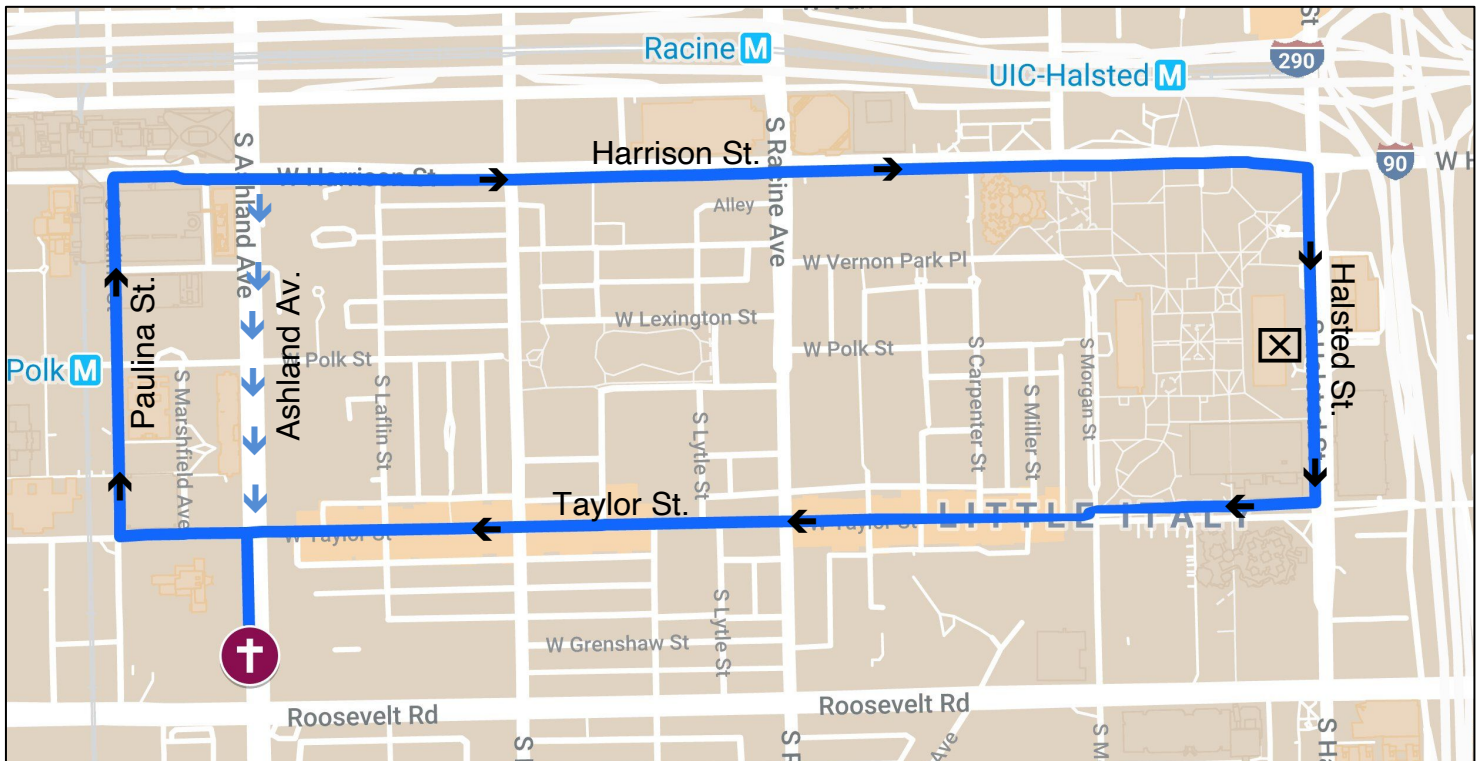 Racine M
290
UIC-Halsted M
S Ashland Ave
S Racine Ave
Harrison St.
W Harrison St
90
W H
Alley
W Vernon Park Pl
Paulina St.
Ashland Av.
Halsted St.
W Lexington St
Polk M
Polk St
W Polk St
S Marshfield Ave
S Laflin St
S Lytle St
S Carpenter St
S Miller St
S Morgan St
Taylor St.
W Taylor St
W Taylor St
LITTLE ITALY
S Lytle St
W Grenshaw St
Roosevelt Rd
Roosevelt Rd
Ave
S M
S Ha